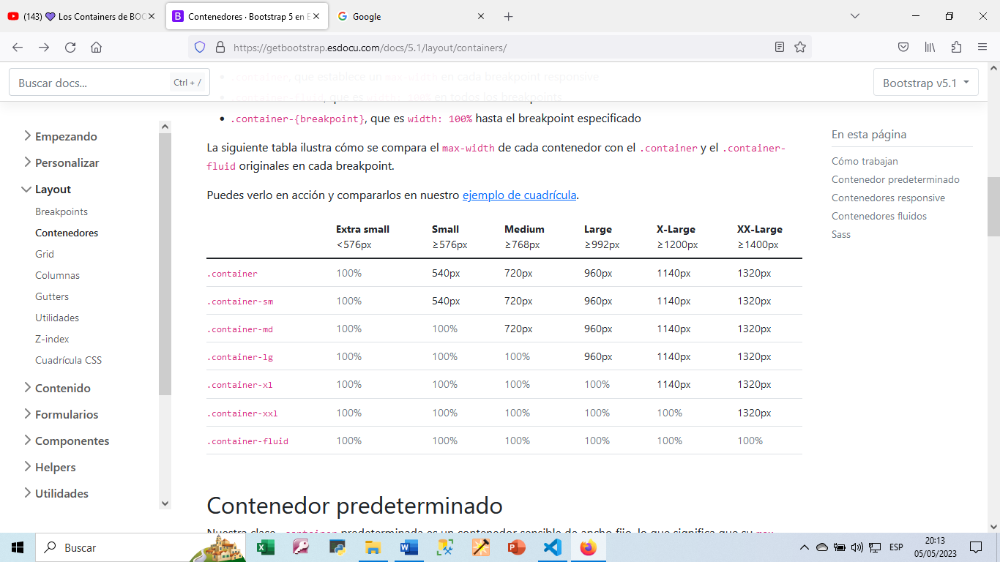 (143) 💜 Los Containers de BOO
Contenedores · Bootstrap 5 en E
Google
https://getbootstrap.esdocu.com/docs/5.1/layout/containers/
Buscar docs...
Ctrl + /
Bootstrap v5.1
.container, que establece un max-width en cada breakpoint responsive
.container-fluid, que es width: 100% en todos los breakpoints
.container-{breakpoint}, que es width: 100% hasta el breakpoint especificado
La siguiente tabla ilustra cómo se compara el max-width de cada contenedor con el .container y el .container-
fluid originales en cada breakpoint.
Puedes verlo en acción y compararlos en nuestro ejemplo de cuadrícula.
Empezando
Personalizar
Layout
Breakpoints
Contenedores
Grid
Columnas
Gutters
Utilidades
Z-index
Cuadrícula CSS
Contenido
Formularios
Componentes
Helpers
Utilidades
En esta página
Cómo trabajan
Contenedor predeterminado
Contenedores responsive
Contenedores fluidos
Sass
Extra small Small Medium Large X-Large XX-Large
<576px ≥576px ≥768px ≥992px ≥1200px ≥1400px
.container 100% 540px 720px 960px 1140px 1320px
.container-sm 100% 540px 720px 960px 1140px 1320px
.container-md 100% 100% 720px 960px 1140px 1320px
.container-lg 100% 100% 100% 960px 1140px 1320px
.container-xl 100% 100% 100% 100% 1140px 1320px
.container-xxl 100% 100% 100% 100% 100% 1320px
.container-fluid 100% 100% 100% 100% 100% 100%
Contenedor predeterminado
Nuestra clase .container predeterminada es un contenedor sensible de ancho fijo, lo que significa que su max-
Buscar
ESP
20:13
05/05/2023